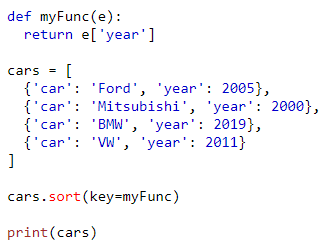 def myFunc(e):
  return e['year']

cars = [
  {'car': 'Ford', 'year': 2005},
  {'car': 'Mitsubishi', 'year': 2000},
  {'car': 'BMW', 'year': 2019},
  {'car': 'VW', 'year': 2011}
]

cars.sort(key=myFunc)

print(cars)